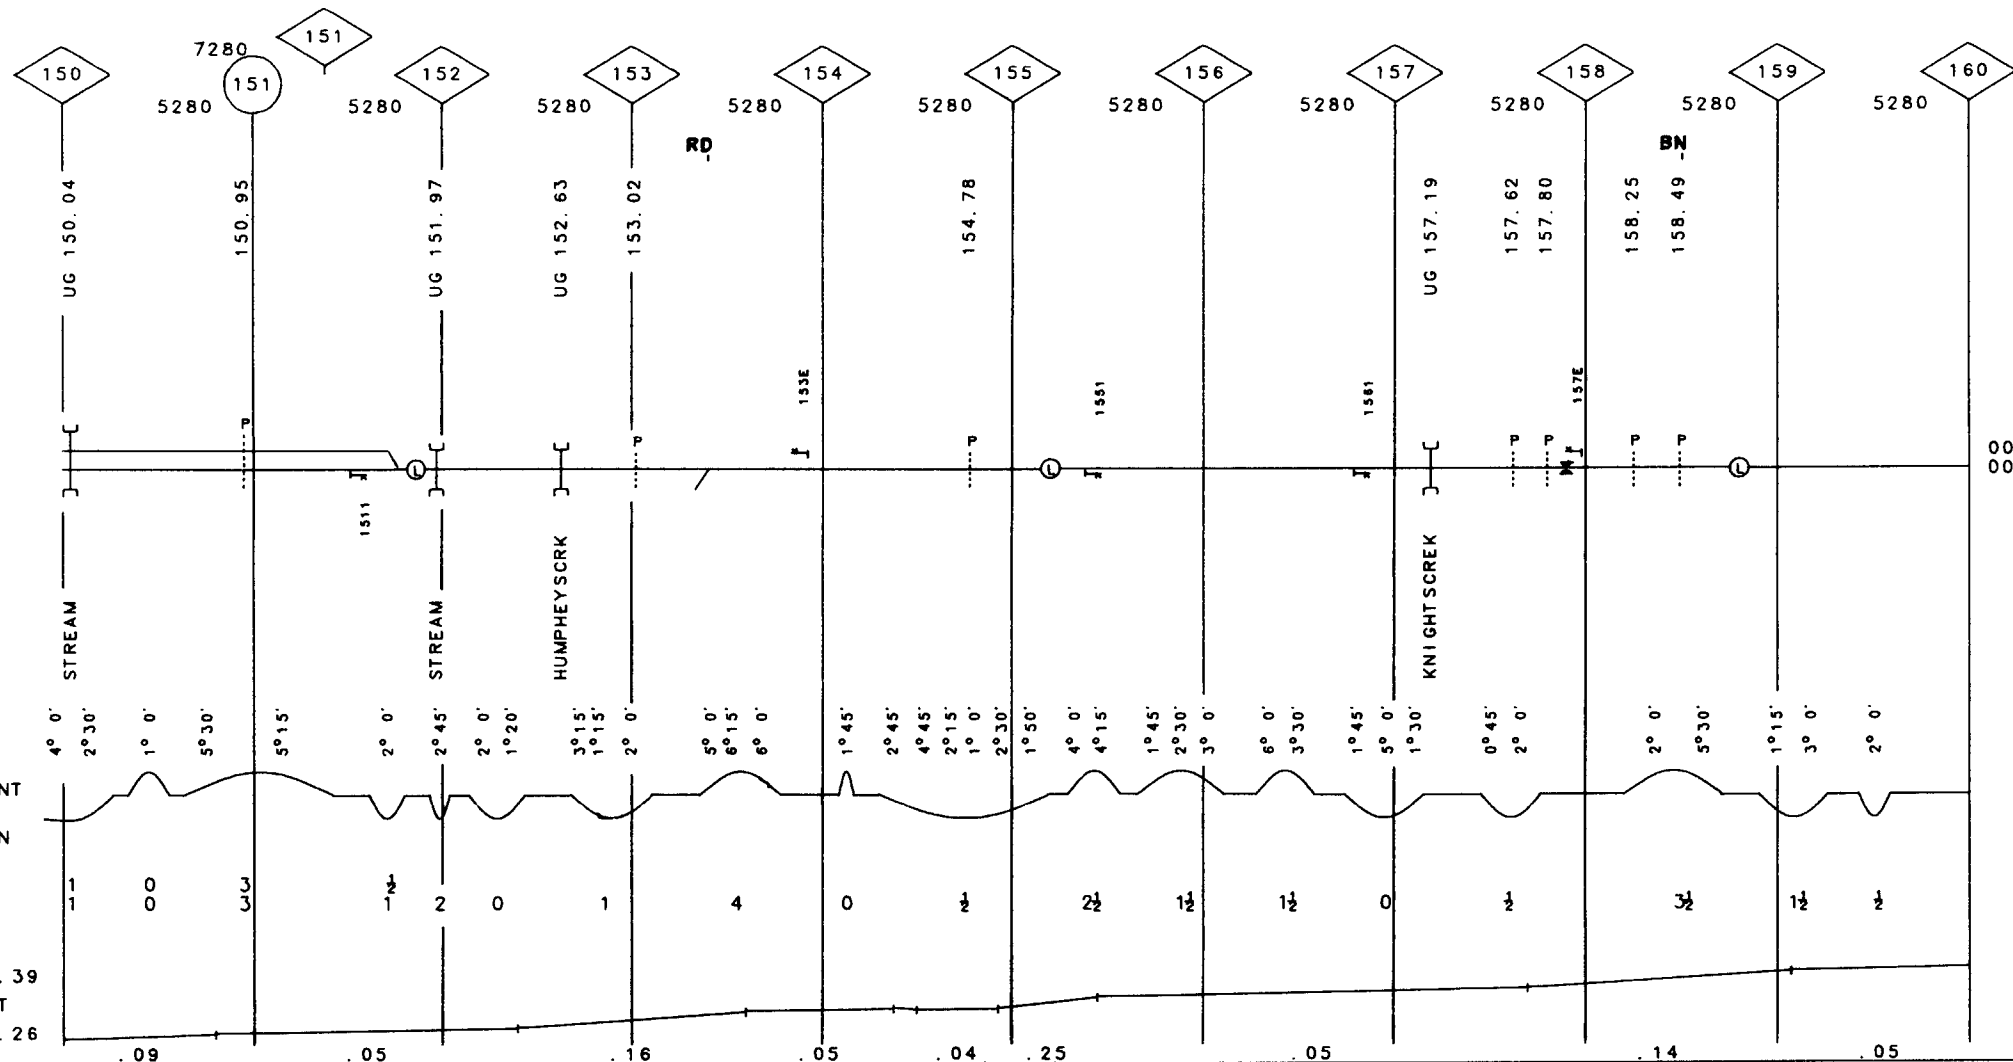 7280 151
150 151 152 153 154 155 156 157 158 159 160
5280 5280 5280 5280 5280 5280 5280 5280 5280 5280
RD BN
UG 150.04 150.95 UG 151.97 UG 152.63 153.02 154.78 UG 157.19 157.62 157.80 158.25 158.49
153E 1551 1561 157E
P P P P P P P
L L L
00
00
1511
STREAM STREAM HUMPHEYSCRK KNIGHTSCREK
4° 0' 2°30' 1° 0' 5°30' 5°15' 2° 0' 2°45' 2° 0' 1°20' 3°15' 3°15' 2° 0' 5° 0' 6°15' 6° 0' 1°45' 2°45' 4°45' 2°15' 1° 0' 2°30' 1°50' 4° 0' 4°15' 1°45' 2°30' 3° 0' 6° 0' 3°30' 1°45' 5° 0' 1°30' 0°45' 2° 0' 2° 0' 5°30' 1°15' 3° 0' 2° 0'
NT
N
1 0 3 ½
1 0 3 1 2 0 1 4 0 ½ 2½ 1½ 1½ 0 ½ 3½ 1½ ½
.39
T
.26
.09 .05 .16 .05 .04 .25 .05 .14 .05